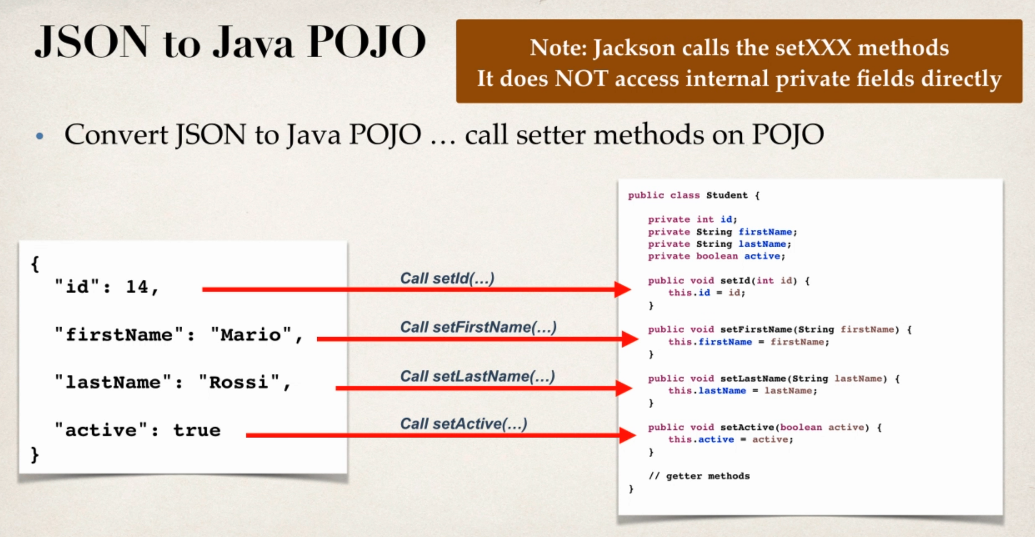 JSON to Java POJO
Note: Jackson calls the setXXX methods
It does NOT access internal private fields directly
• Convert JSON to Java POJO … call setter methods on POJO
{
"id": 14,
"firstName": "Mario",
"lastName": "Rossi",
"active": true
}
Call setId(…)
Call setFirstName(…)
Call setLastName(…)
Call setActive(…)
public class Student {
private int id;
private String firstName;
private String lastName;
private boolean active;
public void setId(int id) {
this.id = id;
}
public void setFirstName(String firstName) {
this.firstName = firstName;
}
public void setLastName(String lastName) {
this.lastName = lastName;
}
public void setActive(boolean active) {
this.active = active;
}
// getter methods
}